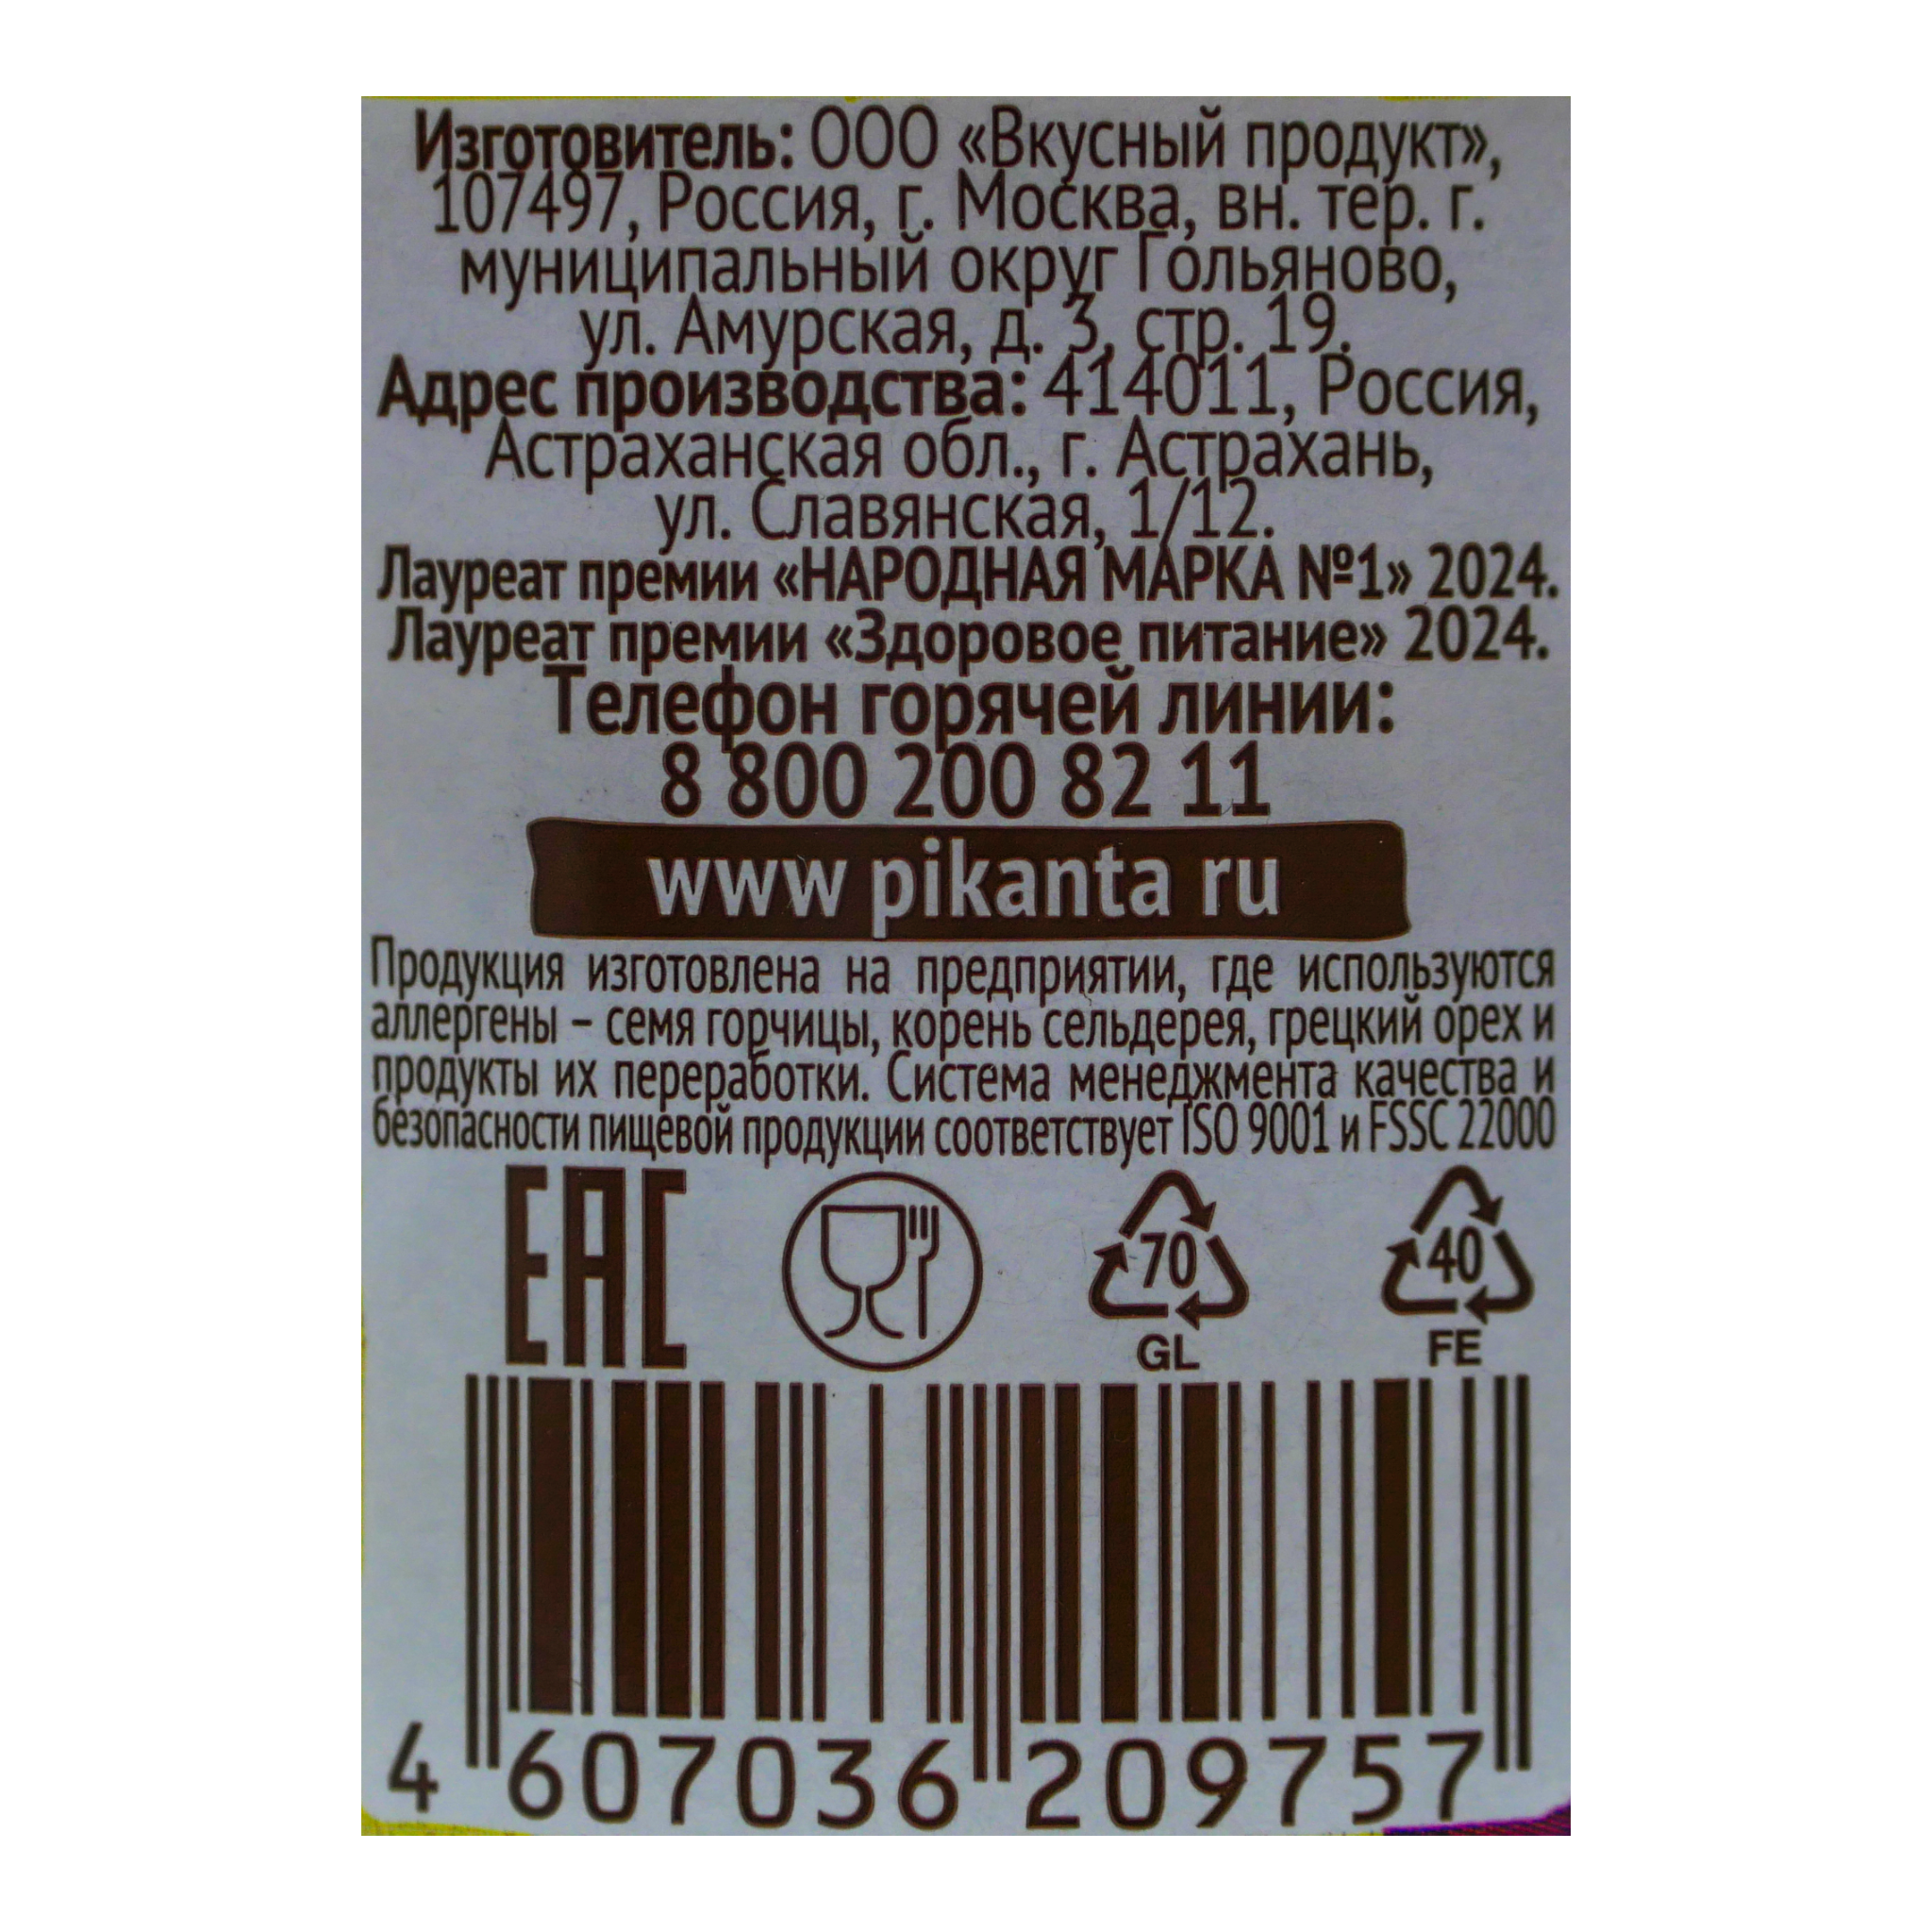 Изготовитель: ООО «Вкусный продукт»,
107497, Россия, г. Москва, вн. тер. г.
муниципальный округ Гольяново,
ул. Амурская, д. 3, стр. 19.
Адрес производства: 414011, Россия,
Астраханская обл., г. Астрахань,
ул. Славянская, 1/12.
Лауреат премии «НАРОДНАЯ МАРКА №1» 2024.
Лауреат премии «Здоровое питание» 2024.
Телефон горячей линии:
8 800 200 82 11
www pikanta ru
Продукция изготовлена на предприятии, где используются
аллергены – семя горчицы, корень сельдерея, грецкий орех и
продукты их переработки. Система менеджмента качества и
безопасности пищевой продукции соответствует ISO 9001 и FSSC 22000
EAC
70
40
GL
FE
4 607036 209757